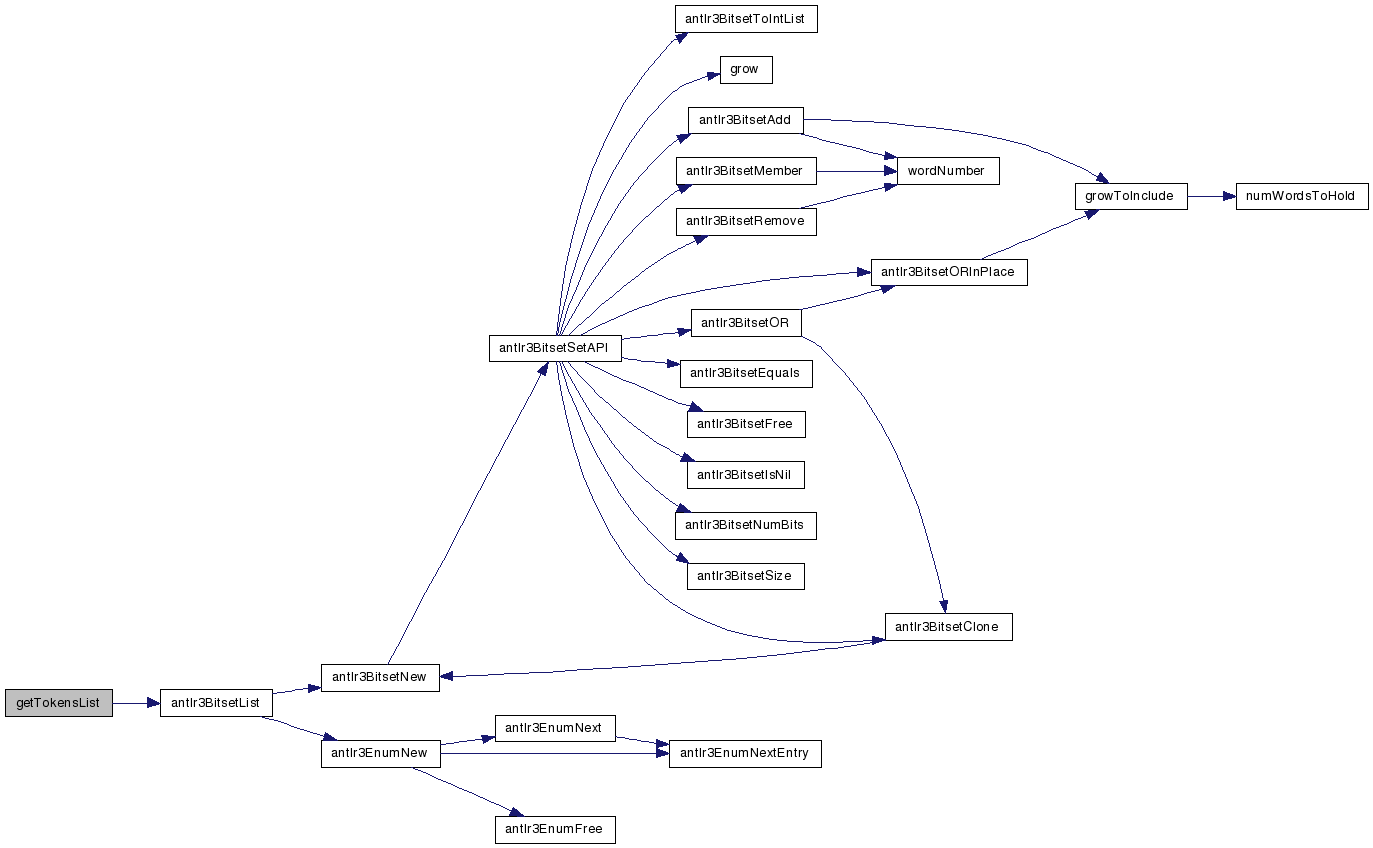 antlr3BitsetToIntList
grow
antlr3BitsetAdd
antlr3BitsetMember
wordNumber
growToInclude
numWordsToHold
antlr3BitsetRemove
antlr3BitsetORInPlace
antlr3BitsetOR
antlr3BitsetSetAPI
antlr3BitsetEquals
antlr3BitsetFree
antlr3BitsetIsNil
antlr3BitsetNumBits
antlr3BitsetSize
antlr3BitsetClone
antlr3BitsetNew
getTokensList
antlr3BitsetList
antlr3EnumNext
antlr3EnumNew
antlr3EnumNextEntry
antlr3EnumFree